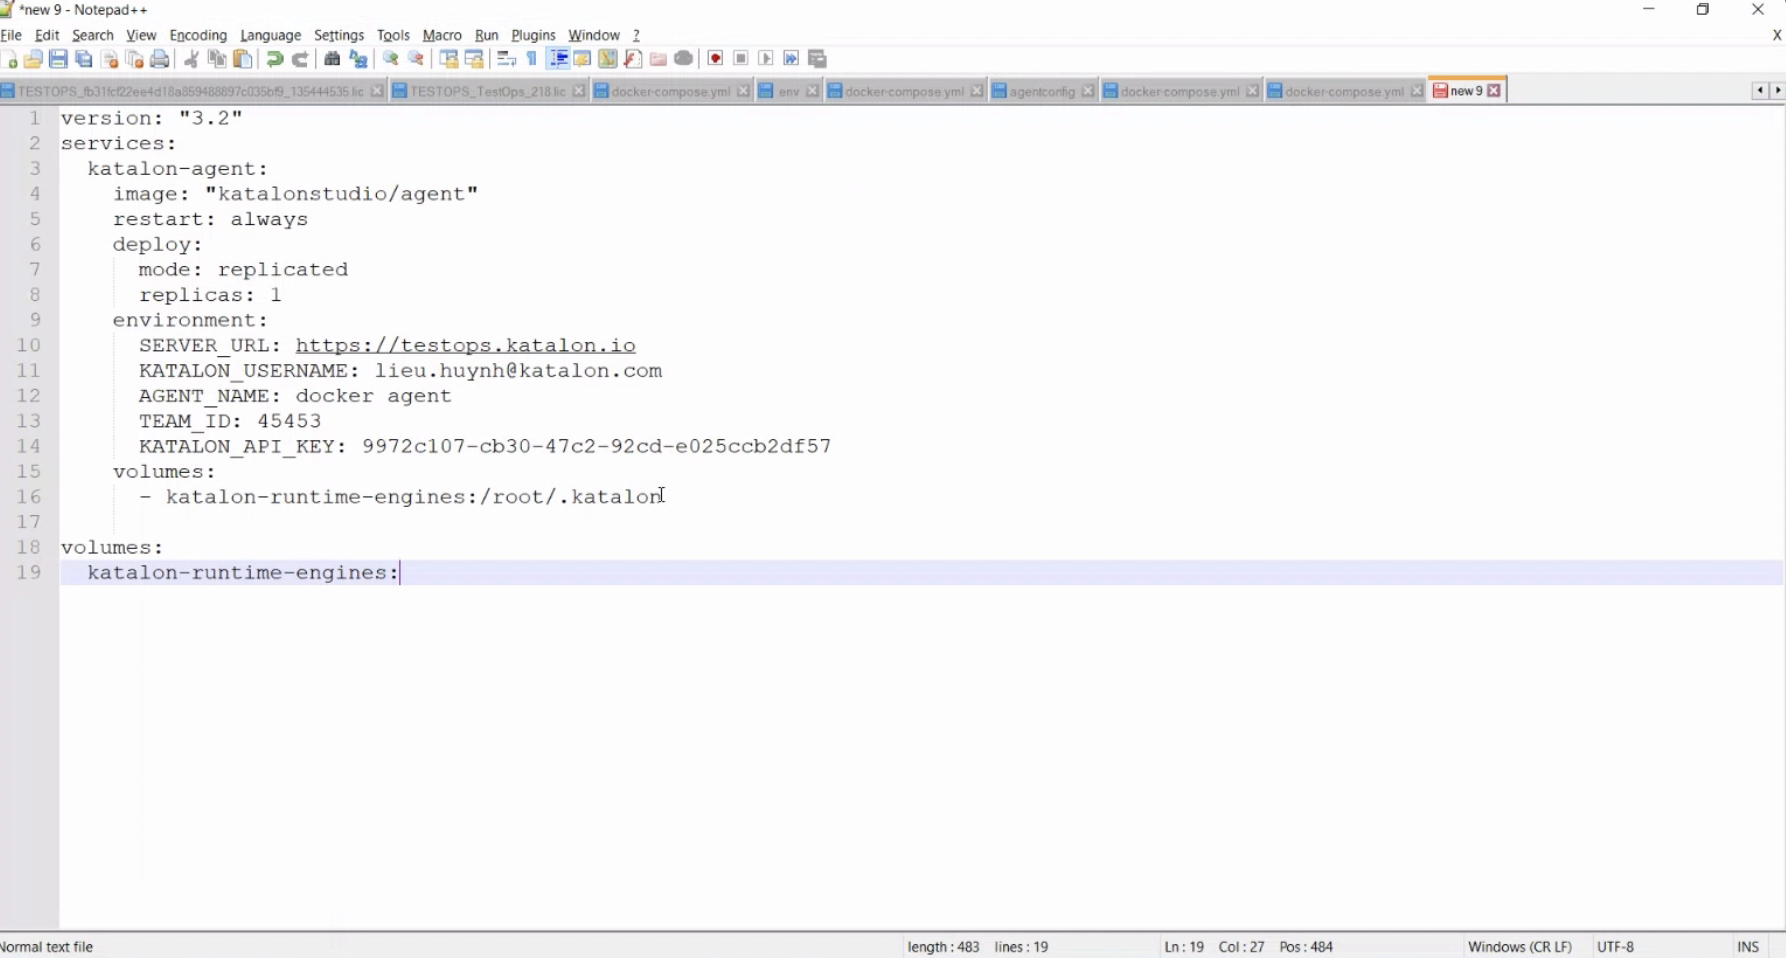 *new 9 - Notepad++
File Edit Search View Encoding Language Settings Tools Macro Run Plugins Window ? X
TESTOPS_fb31fcf22ee4d18a859488897c035bf9_135444535.lic TESTOPS_TestOps_218.lic docker-compose.yml env docker-compose.yml agentconfig docker-compose.yml docker-compose.yml new 9
1 version: "3.2"
2 services:
3 katalon-agent:
4 image: "katalonstudio/agent"
5 restart: always
6 deploy:
7 mode: replicated
8 replicas: 1
9 environment:
10 SERVER_URL: https://testops.katalon.io
11 KATALON_USERNAME: lieu.huynh@katalon.com
12 AGENT_NAME: docker agent
13 TEAM_ID: 45453
14 KATALON_API_KEY: 9972c107-cb30-47c2-92cd-e025ccb2df57
15 volumes:
16 - katalon-runtime-engines:/root/.katalon
17
18 volumes:
19 katalon-runtime-engines:
Normal text file length : 483 lines : 19 Ln : 19 Col : 27 Pos : 484 Windows (CR LF) UTF-8 INS